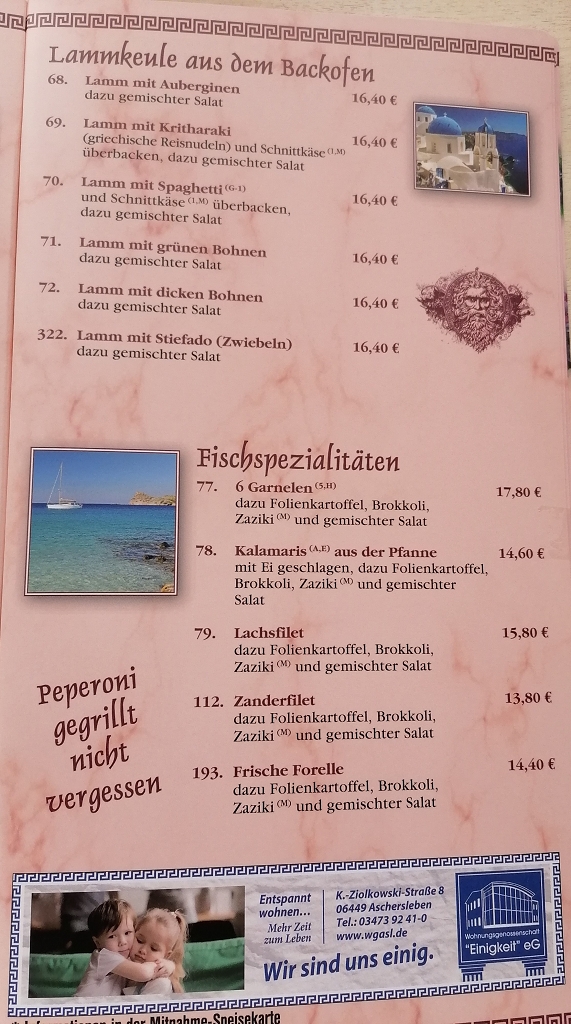 Lammkeule aus dem Backofen
68. Lamm mit Auberginen 16,40 €
dazu gemischter Salat
69. Lamm mit Kritharaki 16,40 €
(griechische Reisnudeln) und Schnittkäse (1,M)
überbacken, dazu gemischter Salat
70. Lamm mit Spaghetti (G-1) 16,40 €
und Schnittkäse (1,M) überbacken,
dazu gemischter Salat
71. Lamm mit grünen Bohnen 16,40 €
dazu gemischter Salat
72. Lamm mit dicken Bohnen 16,40 €
dazu gemischter Salat
322. Lamm mit Stiefado (Zwiebeln) 16,40 €
dazu gemischter Salat
Fischspezialitäten
77. 6 Garnelen (5,H) 17,80 €
dazu Folienkartoffel, Brokkoli,
Zaziki (M) und gemischter Salat
78. Kalamaris (A,E) aus der Pfanne 14,60 €
mit Ei geschlagen, dazu Folienkartoffel,
Brokkoli, Zaziki (M) und gemischter
Salat
79. Lachsfilet 15,80 €
dazu Folienkartoffel, Brokkoli,
Zaziki (M) und gemischter Salat
112. Zanderfilet 13,80 €
dazu Folienkartoffel, Brokkoli,
Zaziki (M) und gemischter Salat
193. Frische Forelle 14,40 €
dazu Folienkartoffel, Brokkoli,
Zaziki (M) und gemischter Salat
Peperoni
gegrillt
nicht
vergessen
Entspannt
wohnen...
Mehr Zeit
zum Leben
K.-Ziolkowski-Straße 8
06449 Aschersleben
Tel.: 03473 92 41-0
www.wgasl.de
Wir sind uns einig.
Wohnungsgenossenschaft
"Einigkeit" eG
Informationen in der Mitnahme-Speisekarte